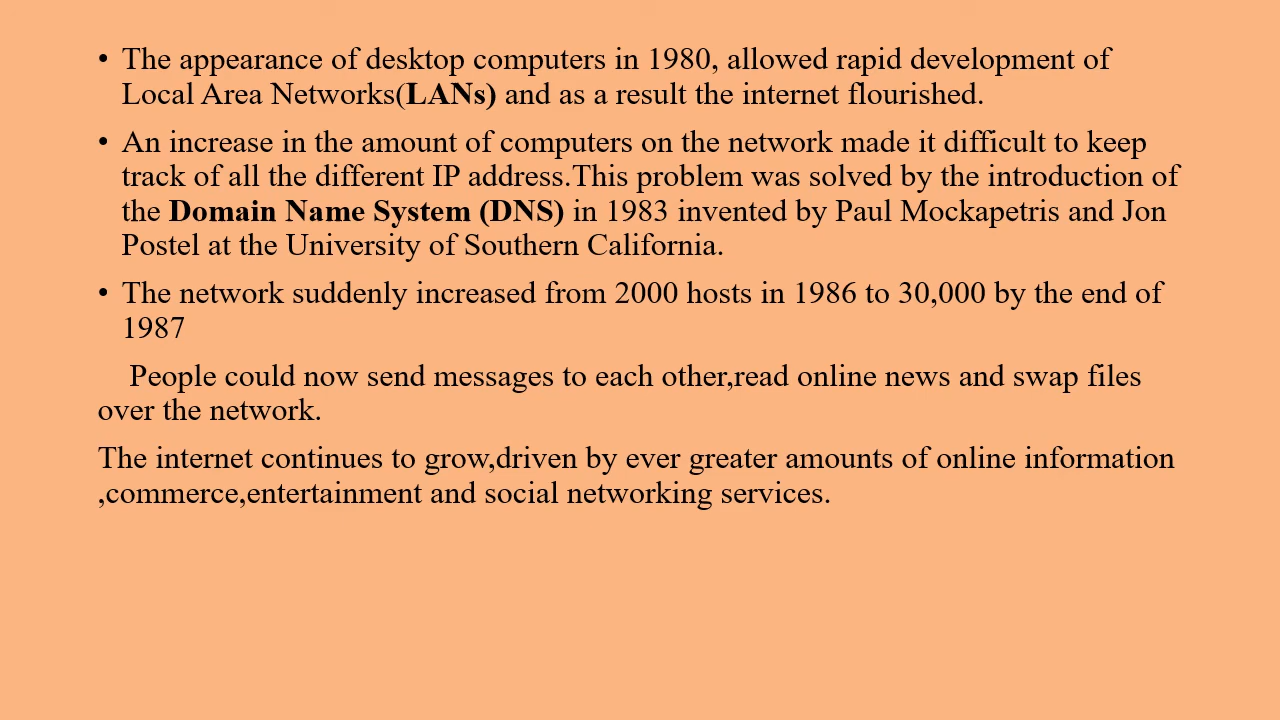 • The appearance of desktop computers in 1980, allowed rapid development of
Local Area Networks(LANs) and as a result the internet flourished.
• An increase in the amount of computers on the network made it difficult to keep
track of all the different IP address.This problem was solved by the introduction of
the Domain Name System (DNS) in 1983 invented by Paul Mockapetris and Jon
Postel at the University of Southern California.
• The network suddenly increased from 2000 hosts in 1986 to 30,000 by the end of
1987
People could now send messages to each other,read online news and swap files
over the network.
The internet continues to grow,driven by ever greater amounts of online information
,commerce,entertainment and social networking services.